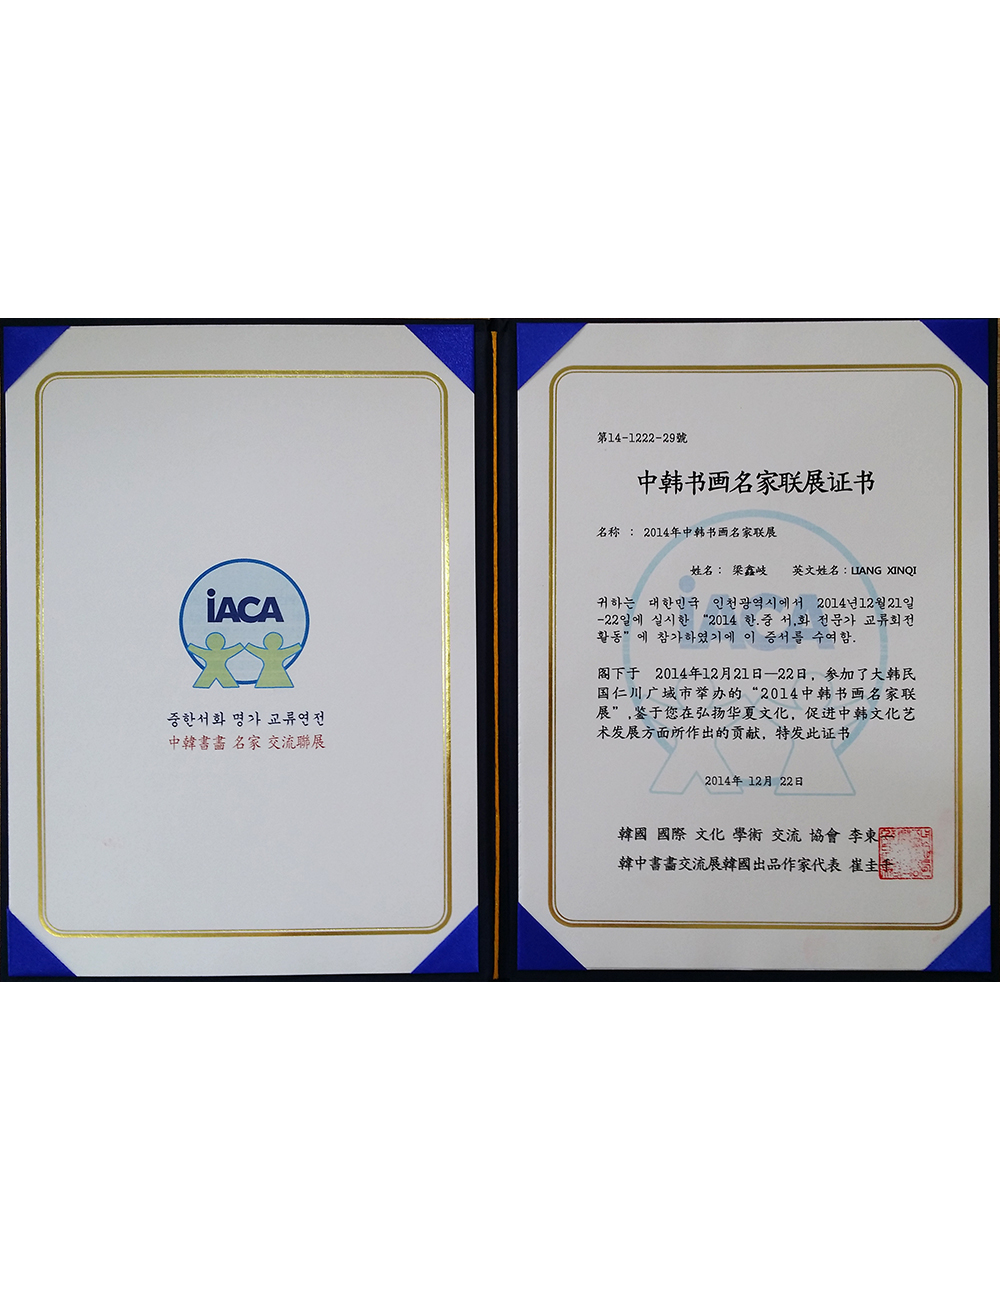 iACA
중한서화 명가 교류연전
中韓書畵 名家 交流聯展
第14-1222-29號
中韩书画名家联展证书
名称 : 2014年中韩书画名家联展
姓名： 梁鑫岐 英文姓名：LIANG XINQI
귀하는 대한민국 인천광역시에서 2014년12월21일
-22일에 실시한 “2014 한.중 서,화 전문가 교류회전
활동”에 참가하였기에 이 증서를 수여함.
阁下于 2014年12月21日—22日, 参加了大韩民
国仁川广域市举办的“2014中韩书画名家联
展”,鉴于您在弘扬华夏文化, 促进中韩文化艺
术发展方面所作出的贡献, 特发此证书
2014年 12月 22日
韓國 國際 文化 學術 交流 協會 李東
韓中書畵交流展韓國出品作家代表 崔圭